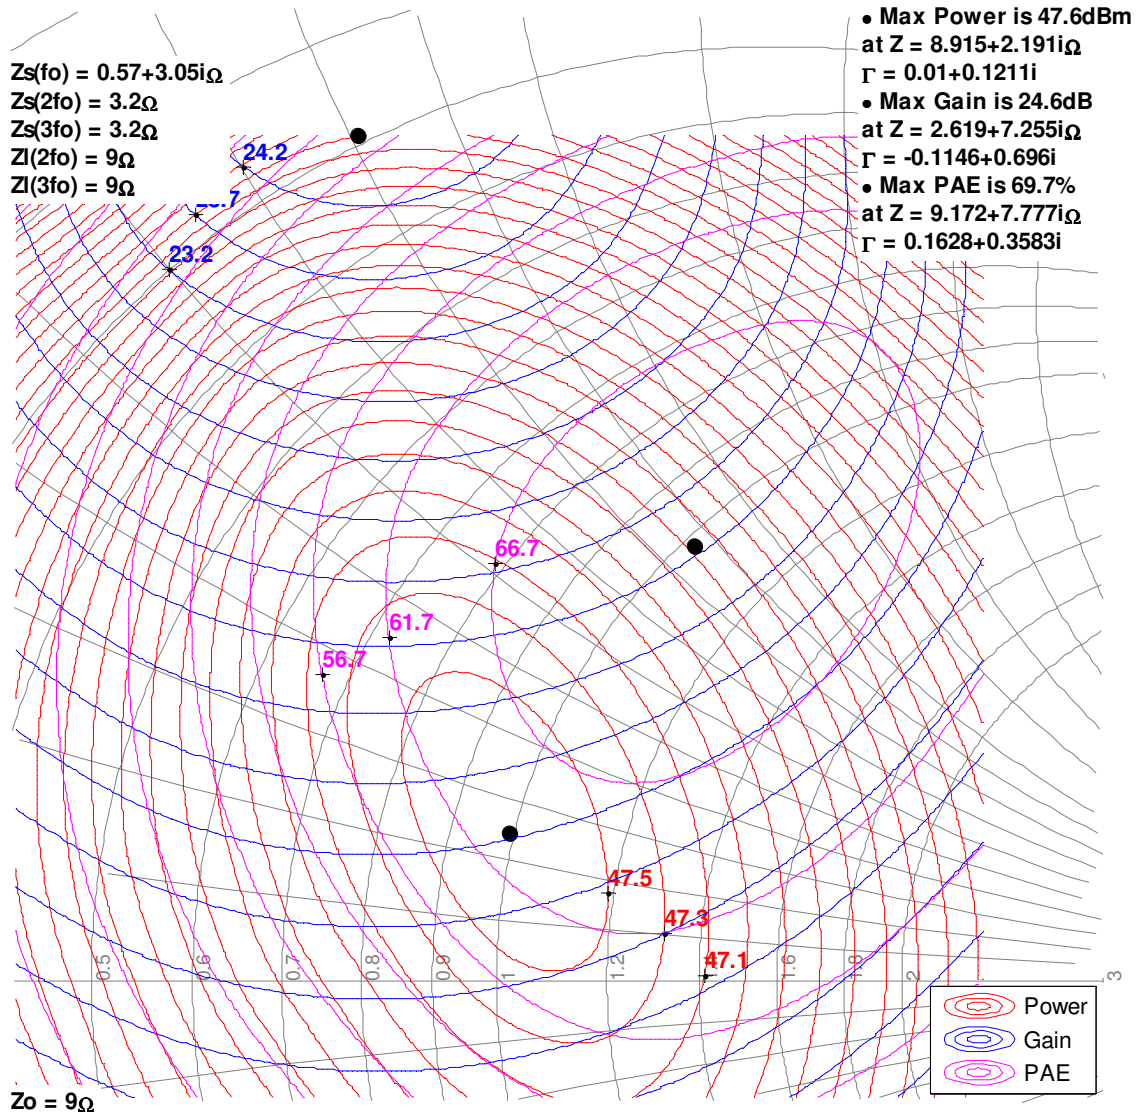 ● Max Power is 47.6dBm
at Z = 8.915+2.191iΩ
Γ = 0.01+0.1211i
● Max Gain is 24.6dB
at Z = 2.619+7.255iΩ
Γ = -0.1146+0.696i
● Max PAE is 69.7%
at Z = 9.172+7.777iΩ
Γ = 0.1628+0.3583i
Zs(fo) = 0.57+3.05iΩ
Zs(2fo) = 3.2Ω
Zs(3fo) = 3.2Ω
Zl(2fo) = 9Ω
Zl(3fo) = 9Ω
24.2
23.2
66.7
61.7
56.7
47.5
47.3
47.1
0.5
0.6
0.7
0.8
0.9
1
1.2
1.6
1.8
2
3
Power
Gain
PAE
Zo = 9Ω